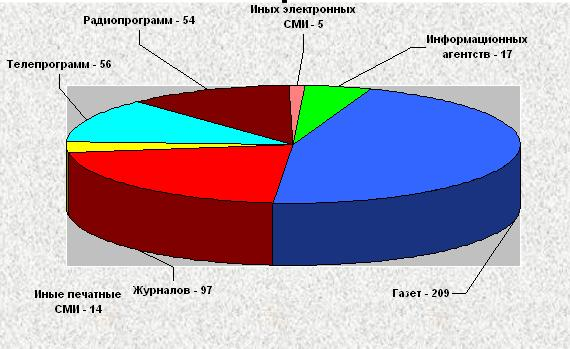 Радиопрограмм - 54
Иных электронных
СМИ - 5
Информационных
агентств - 17
Телепрограмм - 56
Иные печатные
СМИ - 14
Журналов - 97
Газет - 209